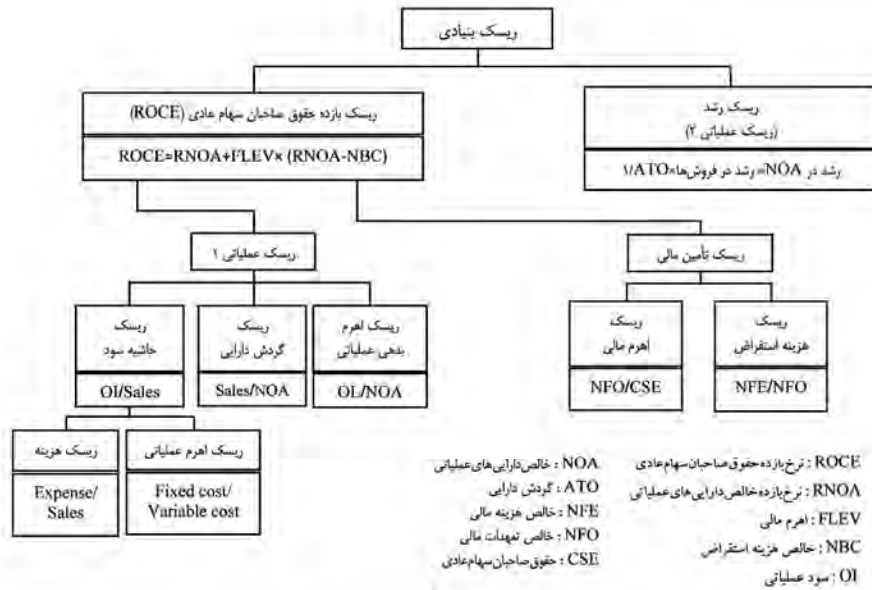 ریسک بنیادی
ریسک بازده حقوق صاحبان سهام عادی (ROCE)
ROCE=RNOA+FLEV× (RNOA-NBC)
ریسک رشد
(ریسک عملیاتی ۲)
رشد در NOA=رشد در فروش‌ها×۱/ATO
ریسک عملیاتی ۱
ریسک تأمین مالی
ریسک
حاشیه سود
OI/Sales
ریسک
گردش دارایی
Sales/NOA
ریسک اهرم
بدهی عملیاتی
OL/NOA
ریسک
اهرم مالی
NFO/CSE
ریسک
هزینه استقراض
NFE/NFO
ریسک هزینه
Expense/
Sales
ریسک اهرم عملیاتی
Fixed cost/
Variable cost
ROCE : نرخ بازده حقوق صاحبان سهام عادی
RNOA : نرخ بازده خالص دارایی‌های عملیاتی
FLEV : اهرم مالی
NBC : خالص هزینه استقراض
OI : سود عملیاتی
NOA : خالص دارایی‌های عملیاتی
ATO : گردش دارایی
NFE : خالص هزینه مالی
NFO : خالص تعهدات مالی
CSE : حقوق صاحبان سهام عادی